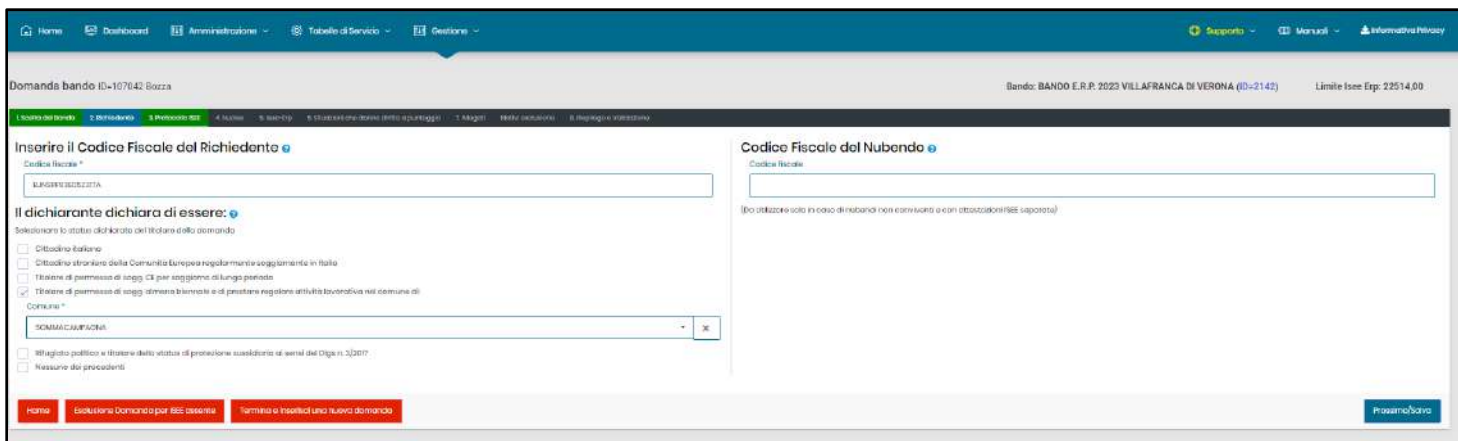 Home Dashboard Amministrazione Tabelle di Servizio Gestione Supporto Manuali Informativa Privacy
Domanda bando ID=107042 Bozza Bando: BANDO E.R.P. 2023 VILLAFRANCA DI VERONA (ID=2142) Limite Isee Erp: 22514,00
1. Scelta del Bando 2. Richiedente 3. Protocollo ISEE 4. Nucleo 5. Isee-Erp 7. Alloggi 8. Riepilogo e Validazione
Inserire il Codice Fiscale del Richiedente
Codice fiscale *
Codice Fiscale del Nubendo
Codice fiscale
(Da utilizzare solo in caso di nubendi non conviventi e con attestazioni ISEE separate)
Il dichiarante dichiara di essere:
Selezionare lo status dichiarato del titolare della domanda
Cittadino italiano
Cittadino straniero della Comunità Europea regolarmente soggiornante in Italia
Titolare di permesso di sogg. CE per soggiorno di lungo periodo
Titolare di permesso di sogg. almeno biennale e di prestare regolare attività lavorativa nel comune di:
Comune *
SOMMACAMPAGNA
Rifugiato politico e titolare dello status di protezione sussidiaria ai sensi del Dlgs n. 3/2017
Nessuno dei precedenti
Home Esclusione Domanda per ISEE assente Termina e inserisci una nuova domanda Prossimo/Salva